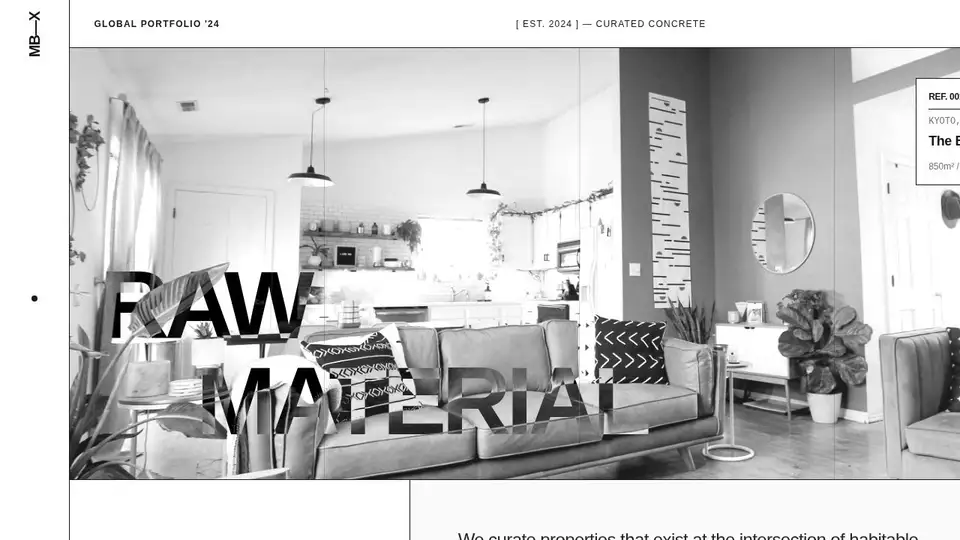 MB—X
GLOBAL PORTFOLIO '24
[ EST. 2024 ] — CURATED CONCRETE
REF. 00
KYOTO,
The
850m² /
RAW
MATERIAL
We curate properties that exist at the intersection of habitable